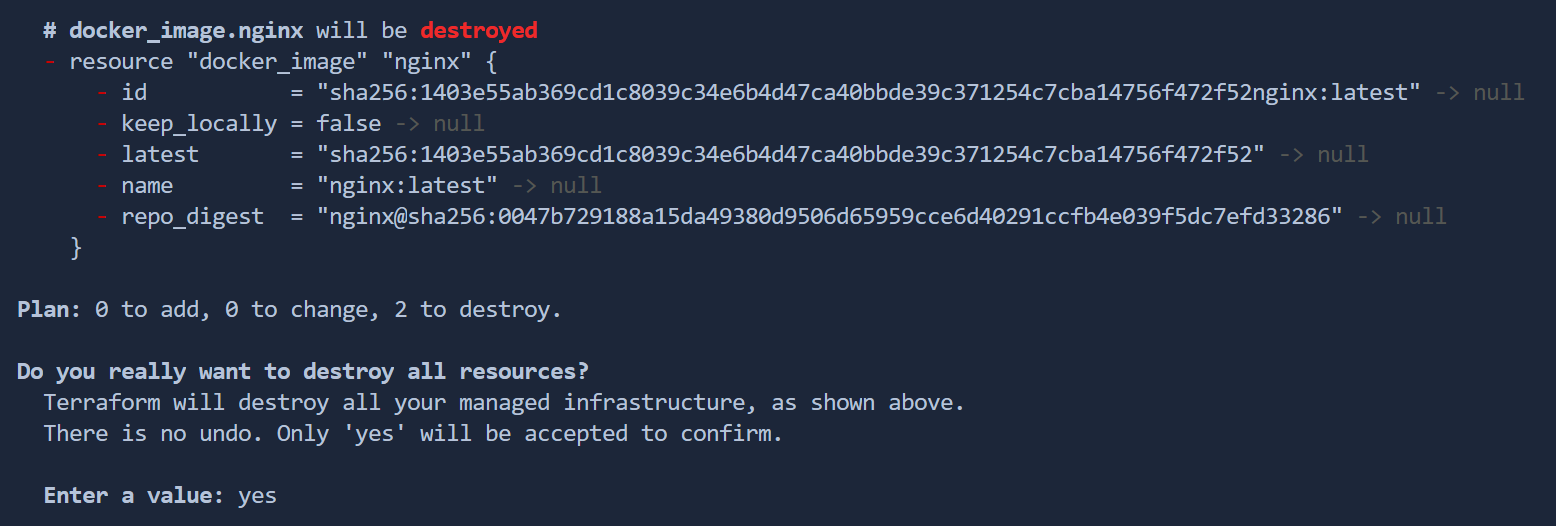 # docker_image.nginx will be destroyed
- resource "docker_image" "nginx" {
- id = "sha256:1403e55ab369cd1c8039c34e6b4d47ca40bbde39c371254c7cba14756f472f52nginx:latest" -> null
- keep_locally = false -> null
- latest = "sha256:1403e55ab369cd1c8039c34e6b4d47ca40bbde39c371254c7cba14756f472f52" -> null
- name = "nginx:latest" -> null
- repo_digest = "nginx@sha256:0047b729188a15da49380d9506d65959cce6d40291ccfb4e039f5dc7efd33286" -> null
}
Plan: 0 to add, 0 to change, 2 to destroy.
Do you really want to destroy all resources?
Terraform will destroy all your managed infrastructure, as shown above.
There is no undo. Only 'yes' will be accepted to confirm.
Enter a value: yes